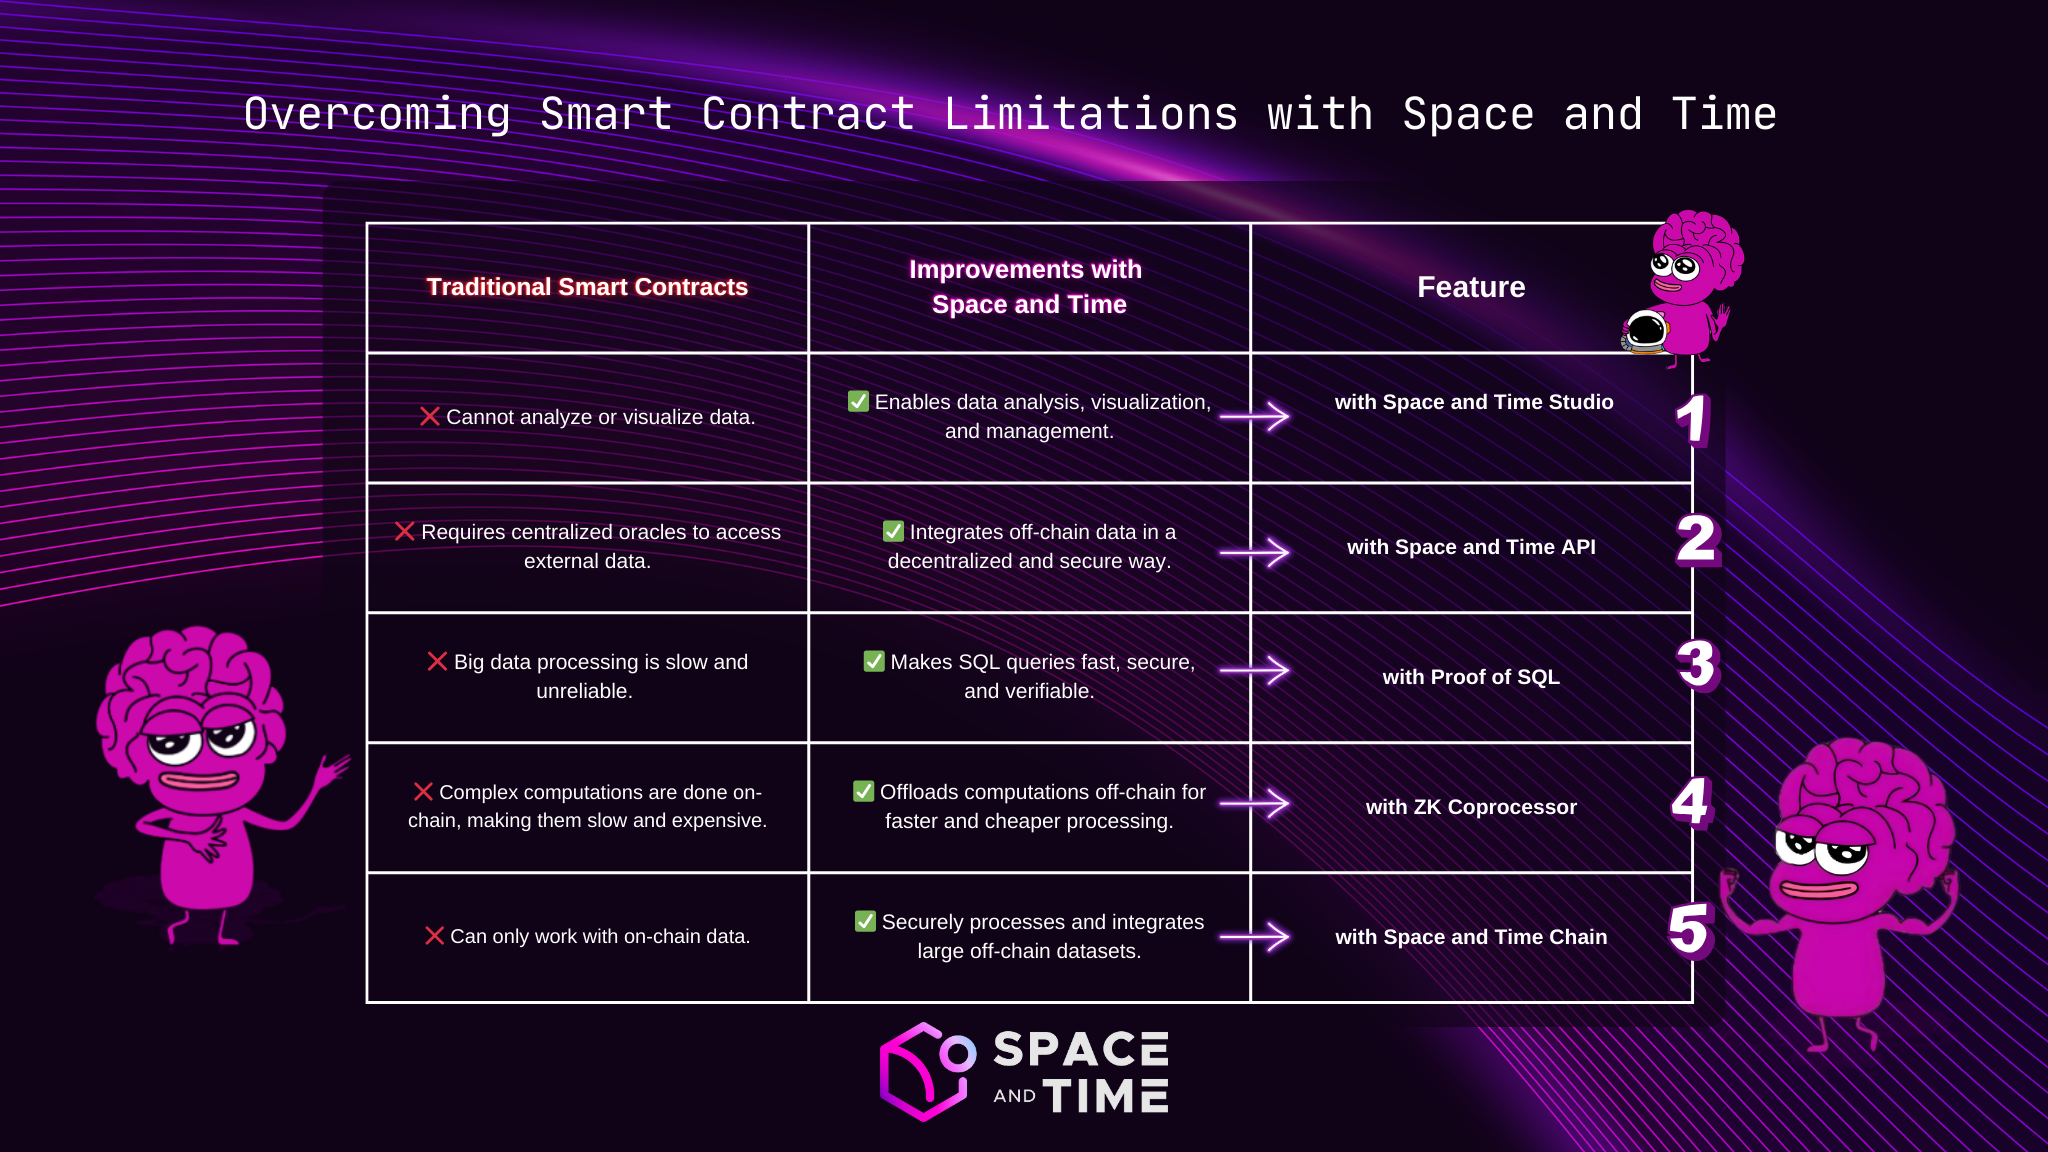 Overcoming Smart Contract Limitations with Space and Time
Traditional Smart Contracts
Improvements with
Space and Time
Feature
❌ Cannot analyze or visualize data.
✅ Enables data analysis, visualization,
and management.
with Space and Time Studio
1
❌ Requires centralized oracles to access
external data.
✅ Integrates off-chain data in a
decentralized and secure way.
with Space and Time API
2
❌ Big data processing is slow and
unreliable.
✅ Makes SQL queries fast, secure,
and verifiable.
with Proof of SQL
3
❌ Complex computations are done on-
chain, making them slow and expensive.
✅ Offloads computations off-chain for
faster and cheaper processing.
with ZK Coprocessor
4
❌ Can only work with on-chain data.
✅ Securely processes and integrates
large off-chain datasets.
with Space and Time Chain
5
SPACE
AND TIME